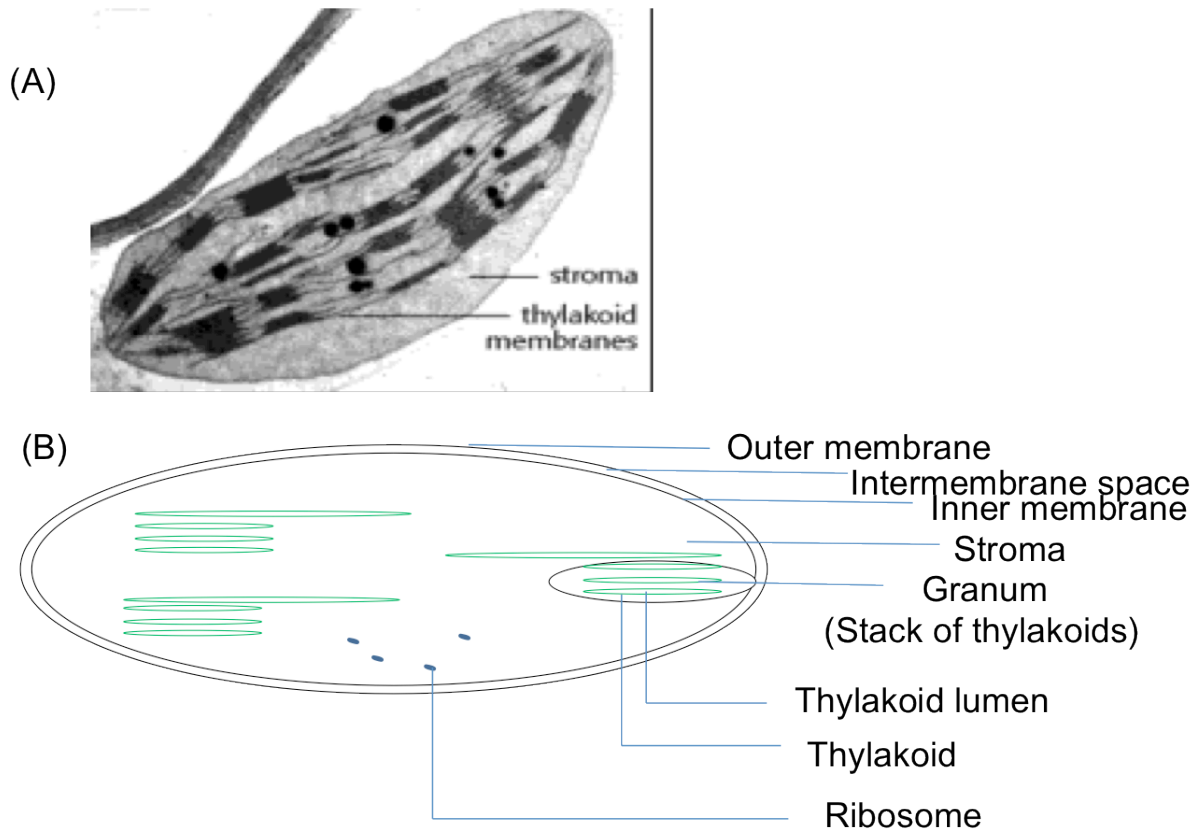 (A)
stroma
thylakoid
membranes
(B)
Outer membrane
Intermembrane space
Inner membrane
Stroma
Granum
(Stack of thylakoids)
Thylakoid lumen
Thylakoid
Ribosome